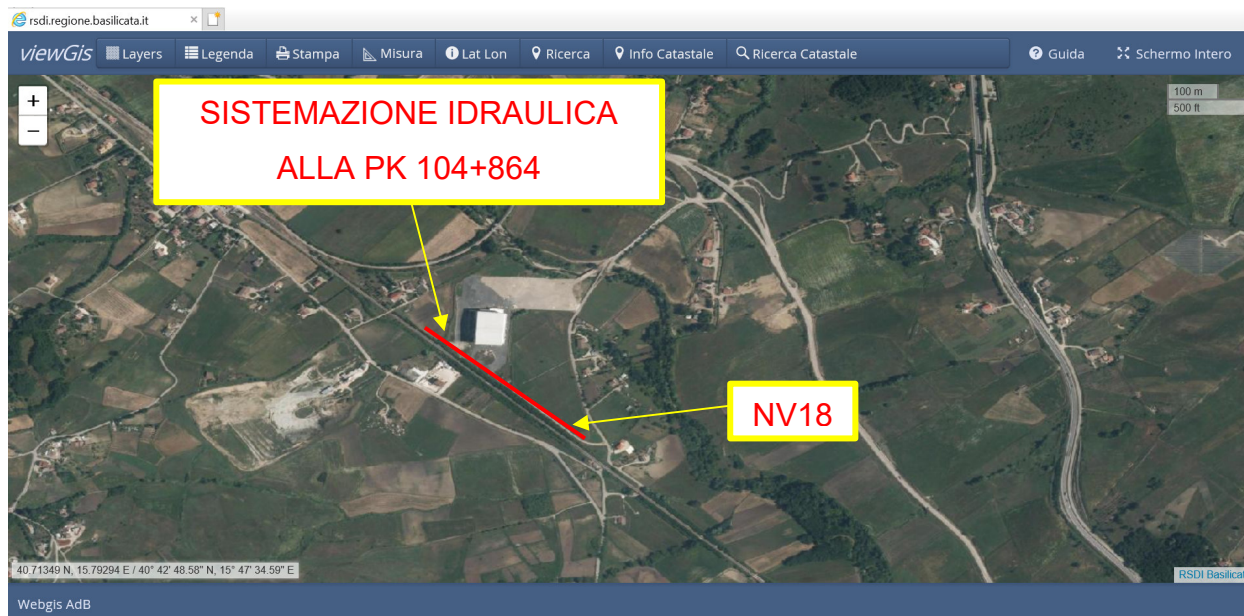 rsdi.regione.basilicata.it
viewGis Layers Legenda Stampa Misura Lat Lon Ricerca Info Catastale Ricerca Catastale Guida Schermo Intero
+
−
100 m
500 ft
SISTEMAZIONE IDRAULICA
ALLA PK 104+864
NV18
40.71349 N, 15.79294 E / 40° 42' 48.58" N, 15° 47' 34.59" E
RSDI Basilicat
Webgis AdB